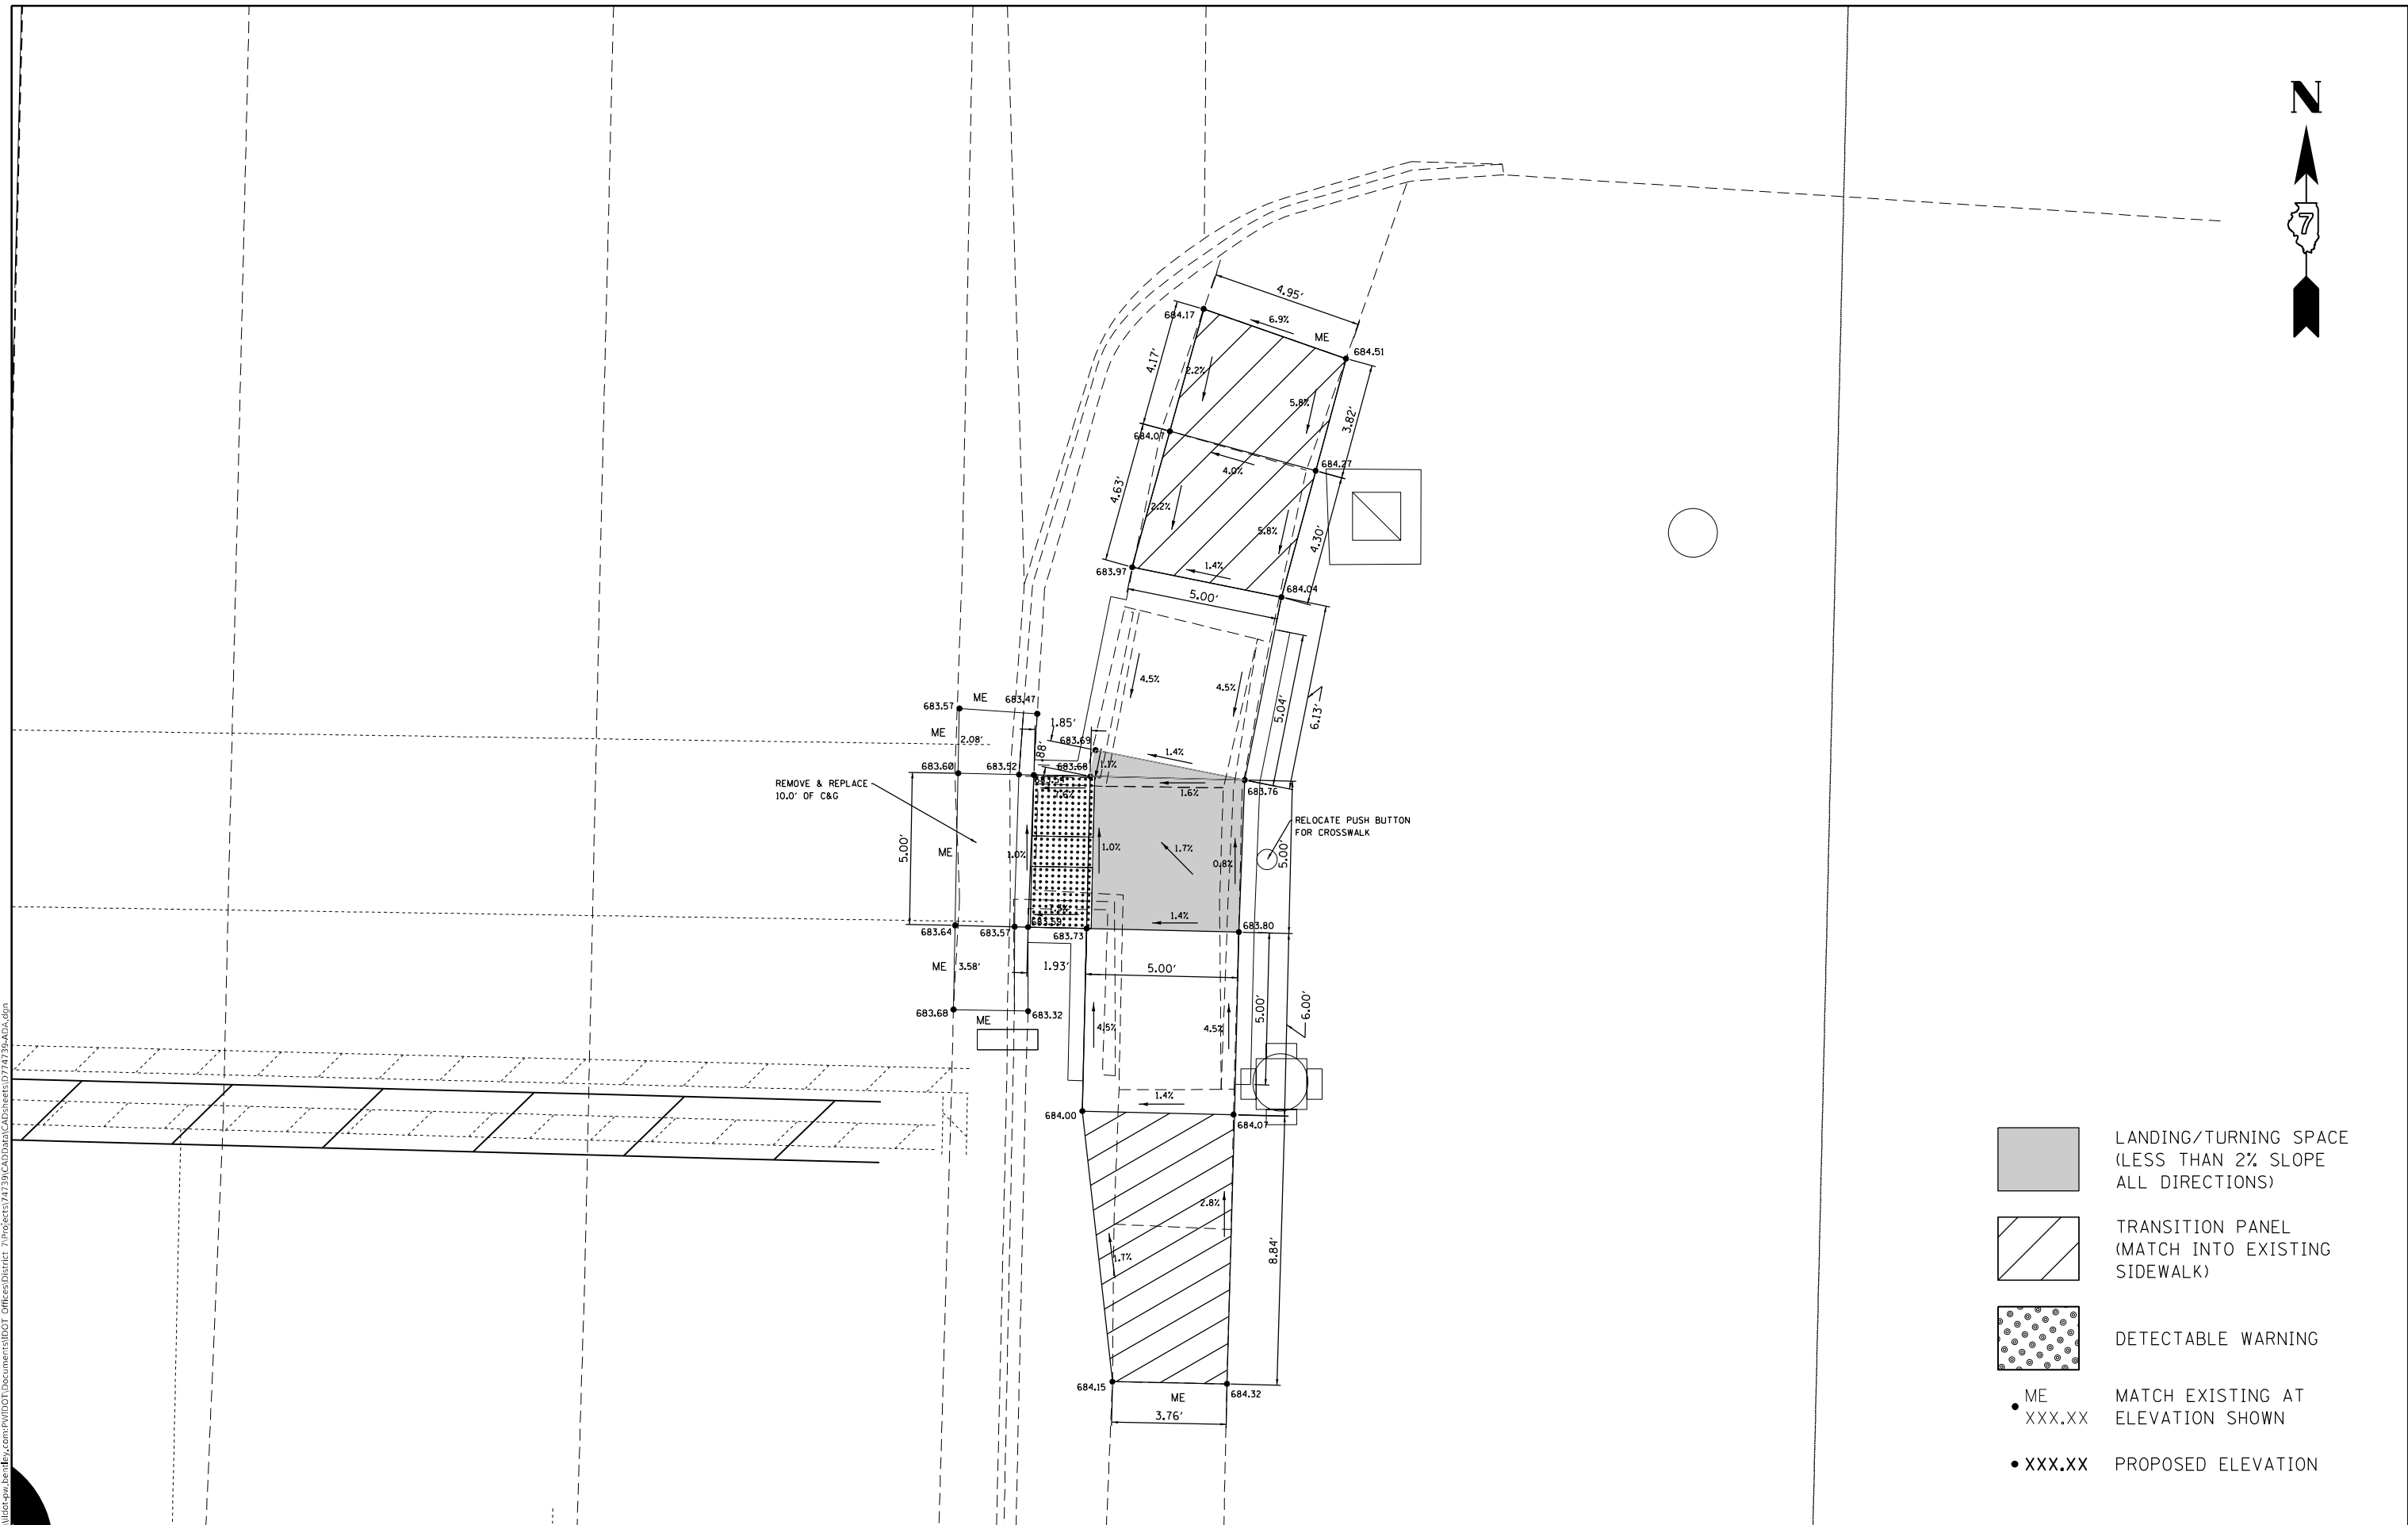 N
7
4.95'
684.17
6.9%
ME
684.51
4.17'
2.2%
5.8%
3.82'
684.07
684.27
4.0%
4.63'
2.2%
5.8%
4.30'
683.97
1.4%
684.04
5.00'
4.5%
4.5%
5.04'
6.13'
683.57
ME
683.47
1.85'
ME
2.08'
683.69
1.4%
.88'
683.60
683.52
683.68
1.1%
REMOVE & REPLACE
10.0' OF C&G
7.6%
1.6%
683.76
RELOCATE PUSH BUTTON
FOR CROSSWALK
5.00'
ME
1.0%
1.0%
1.7%
0.8%
5.00'
1.4%
683.64
683.57
683.59
683.73
683.80
ME
3.58'
1.93'
5.00'
683.68
ME
683.32
4.5%
4.5%
5.00'
6.00'
1.4%
684.00
684.07
2.8%
1.7%
8.84'
684.15
ME
684.32
3.76'
LANDING/TURNING SPACE
(LESS THAN 2% SLOPE
ALL DIRECTIONS)
TRANSITION PANEL
(MATCH INTO EXISTING
SIDEWALK)
DETECTABLE WARNING
ME
XXX.XX
MATCH EXISTING AT
ELEVATION SHOWN
XXX.XX PROPOSED ELEVATION